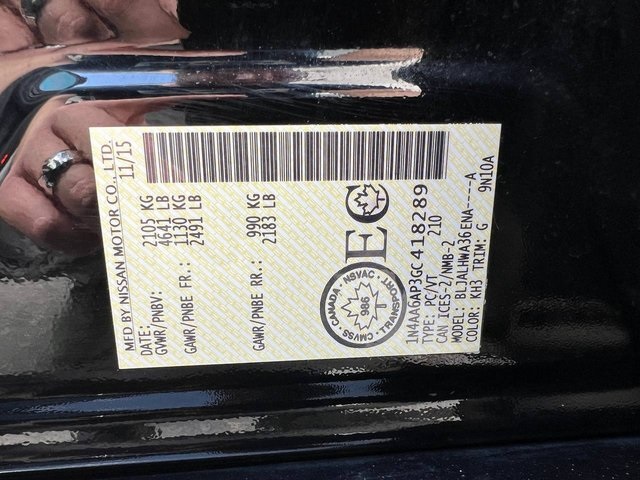 MFD BY NISSAN MOTOR CO., LTD.
DATE: 11/15
GVWR/PNBV: 2105 KG
4641 LB
GAWR/PNBE FR.: 1130 KG
2491 LB
GAWR/PNBE RR.: 990 KG
2183 LB
CANADA - NSVAC - TRANSPORT - CMVSS -
986
EC
1N4AA6AP3GC418289
TYPE: PC/VT 210
CAN ICES-2/NMB-2
MODEL: BLJALHWA36ENA-----A
COLOR: KH3 TRIM: G 9N10A